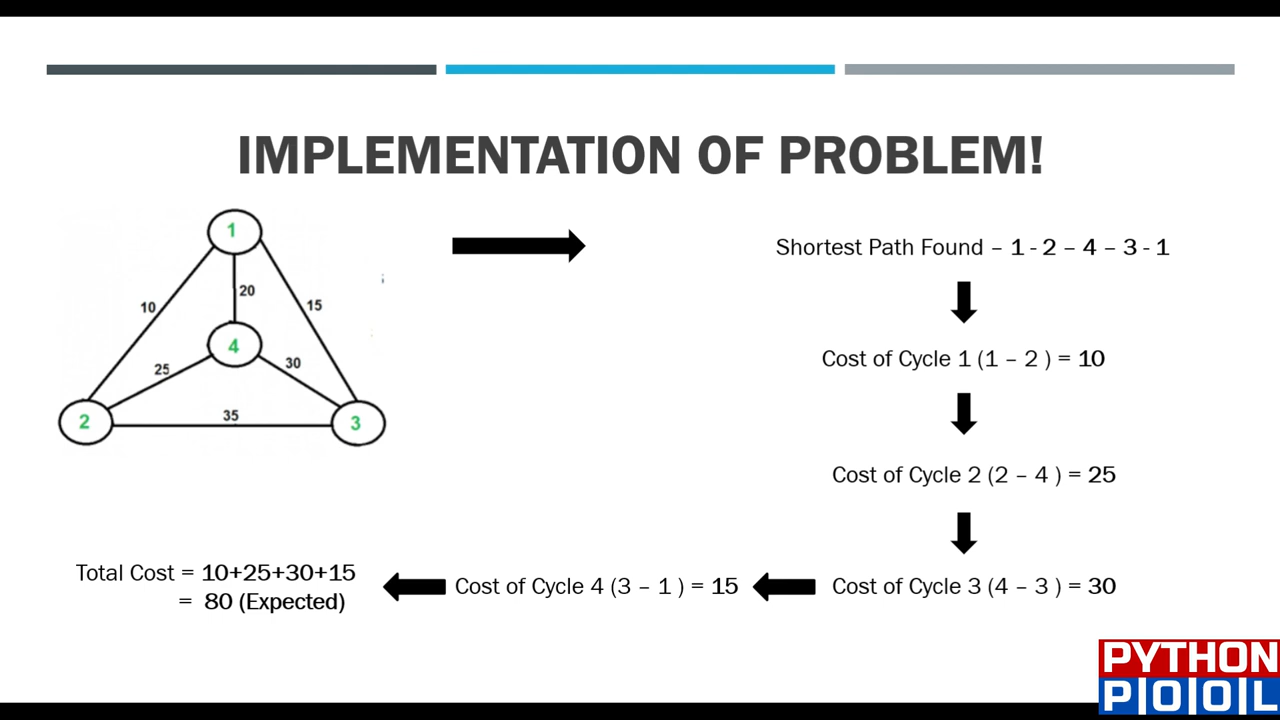 IMPLEMENTATION OF PROBLEM!
1
10
20
15
4
25
30
2
35
3
Shortest Path Found – 1 - 2 – 4 – 3 - 1
Cost of Cycle 1 (1 – 2 ) = 10
Cost of Cycle 2 (2 – 4 ) = 25
Cost of Cycle 3 (4 – 3 ) = 30
Cost of Cycle 4 (3 – 1 ) = 15
Total Cost = 10+25+30+15
= 80 (Expected)
PYTHON
P|O|O|L